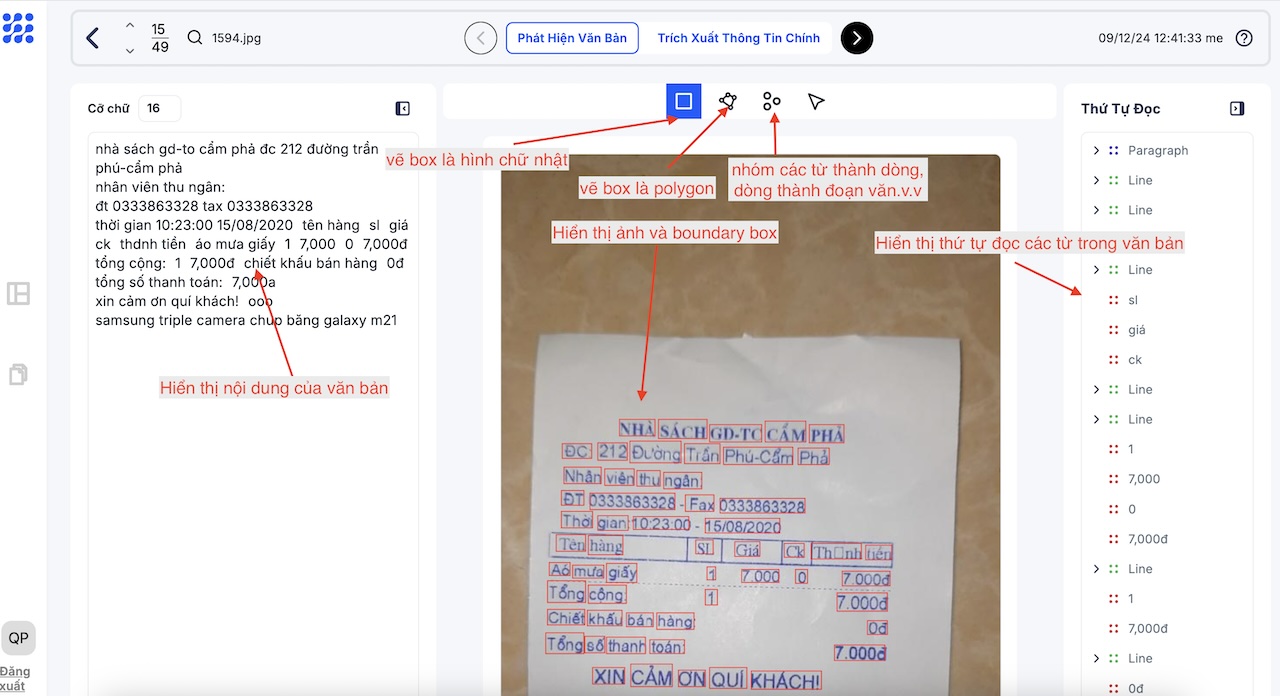 15
49
1594.jpg
Phát Hiện Văn Bản
Trích Xuất Thông Tin Chính
09/12/24 12:41:33 me
Cỡ chữ 16
nhà sách gd-to cẩm phả đc 212 đường trần
phú-cẩm phả
nhân viên thu ngân:
đt 0333863328 tax 0333863328
thời gian 10:23:00 15/08/2020 tên hàng sl giá
ck thdnh tiền áo mưa giấy 1 7,000 0 7,000đ
tổng cộng: 1 7,000đ chiết khấu bán hàng 0đ
tổng số thanh toán: 7,000a
xin cảm ơn quí khách! ooo
samsung triple camera chup băng galaxy m21
Hiển thị nội dung của văn bản
QP
Đăng
xuất
vẽ box là hình chữ nhật
vẽ box là polygon
nhóm các từ thành dòng,
dòng thành đoạn văn.v.v
Hiển thị ảnh và boundary box
NHÀ SÁCH GD-TC CẨM PHẢ
ĐC: 212 Đường Trần Phú-Cẩm Phả
Nhân viên thu ngân:
ĐT 0333863328 - Fax 0333863328
Thời gian:10:23:00 - 15/08/2020
Tên hàng SL Giá Ck Th□nh tiền
Aó mưa giấy 1 7.000 0 7.000đ
Tổng cộng: 1 7.000đ
Chiết khấu bán hàng: 0đ
Tổng số thanh toán: 7.000đ
XIN CẢM ƠN QUÍ KHÁCH!
Thứ Tự Đọc
Paragraph
Line
Line
Hiển thị thứ tự đọc các từ trong văn bản
Line
sl
giá
ck
Line
Line
1
7,000
0
7,000đ
Line
1
7,000đ
Line
0đ